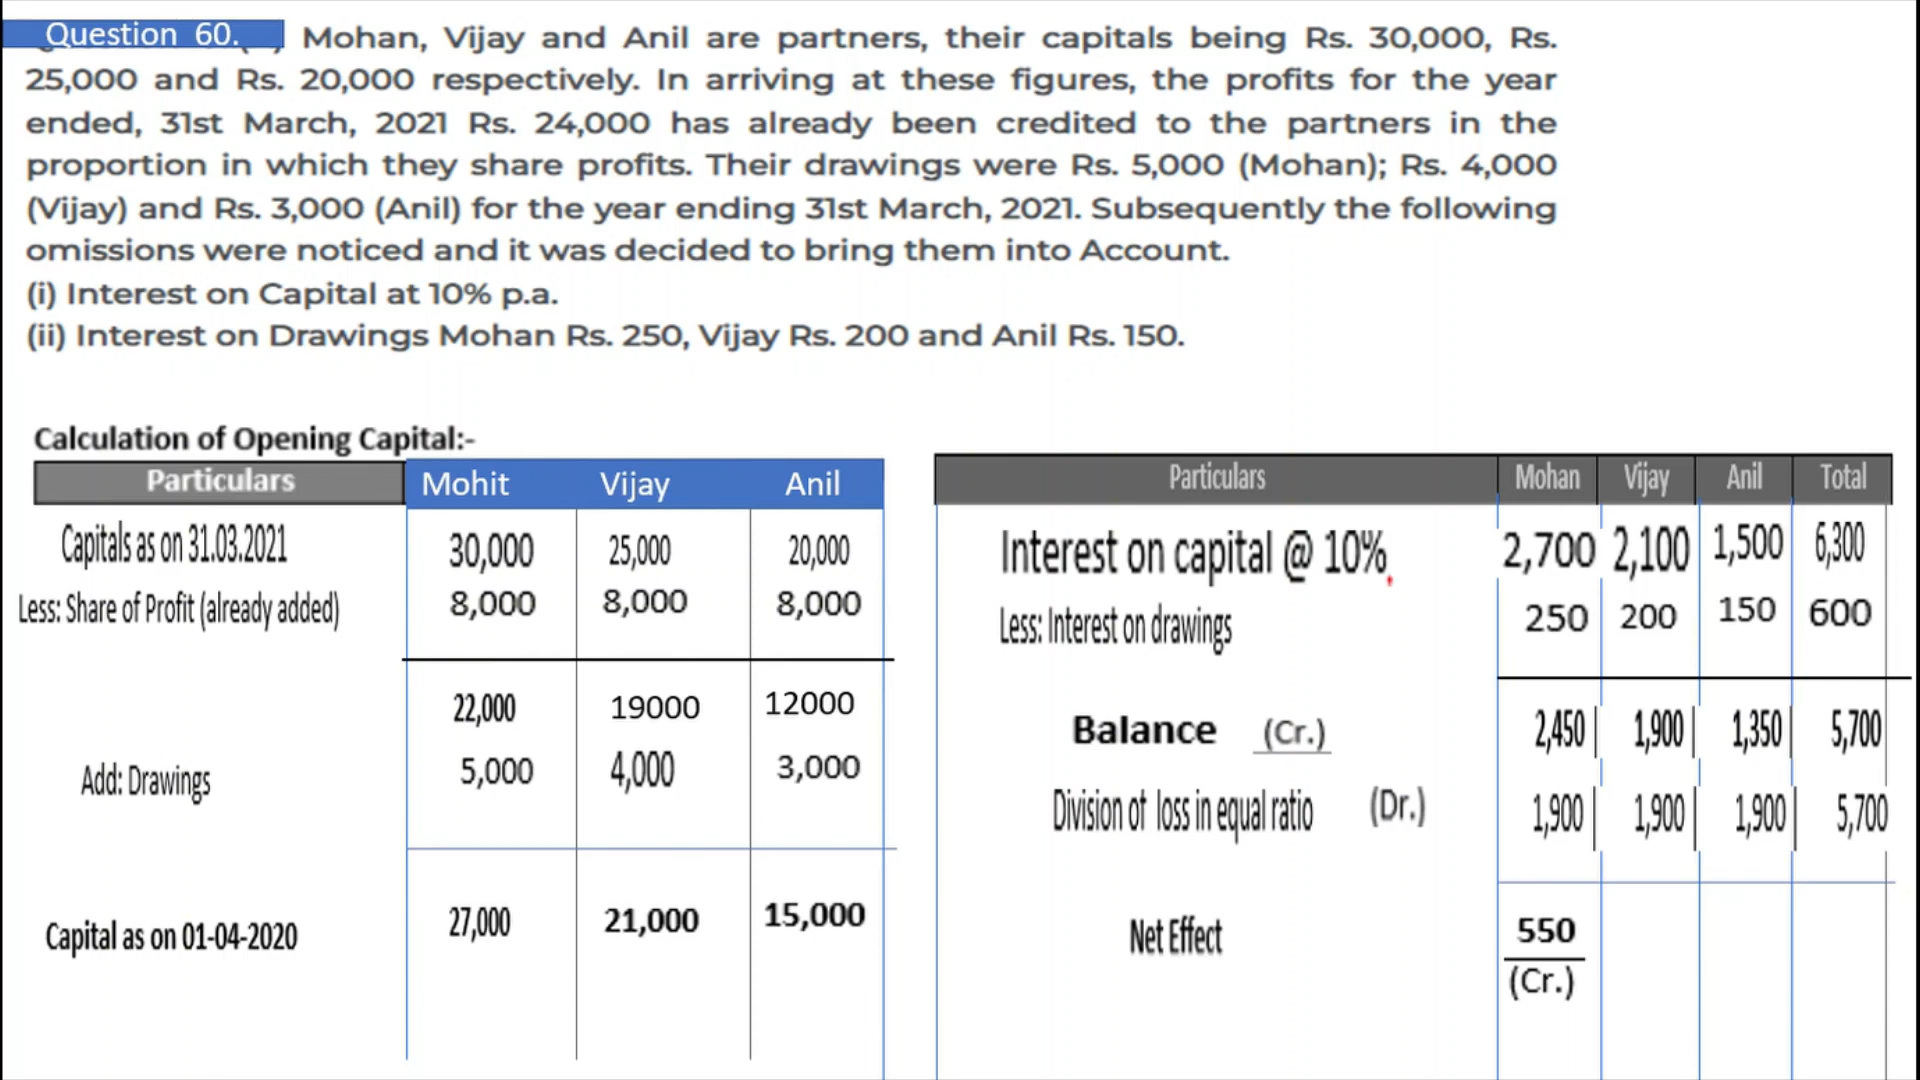 Question 60. Mohan, Vijay and Anil are partners, their capitals being Rs. 30,000, Rs.
25,000 and Rs. 20,000 respectively. In arriving at these figures, the profits for the year
ended, 31st March, 2021 Rs. 24,000 has already been credited to the partners in the
proportion in which they share profits. Their drawings were Rs. 5,000 (Mohan); Rs. 4,000
(Vijay) and Rs. 3,000 (Anil) for the year ending 31st March, 2021. Subsequently the following
omissions were noticed and it was decided to bring them into Account.
(i) Interest on Capital at 10% p.a.
(ii) Interest on Drawings Mohan Rs. 250, Vijay Rs. 200 and Anil Rs. 150.
Calculation of Opening Capital:-
Particulars Mohit Vijay Anil
Capitals as on 31.03.2021 30,000 25,000 20,000
Less: Share of Profit (already added) 8,000 8,000 8,000
22,000 19000 12000
Add: Drawings 5,000 4,000 3,000
Capital as on 01-04-2020 27,000 21,000 15,000
Particulars Mohan Vijay Anil Total
Interest on capital @ 10% 2,700 2,100 1,500 6,300
Less: Interest on drawings 250 200 150 600
Balance (Cr.) 2,450 1,900 1,350 5,700
Division of loss in equal ratio (Dr.) 1,900 1,900 1,900 5,700
Net Effect 550
(Cr.)